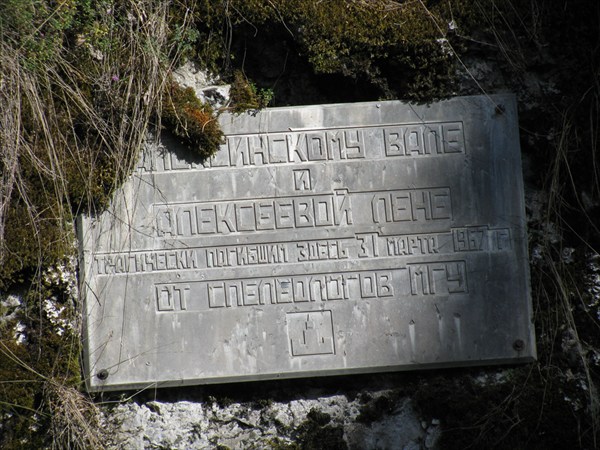 ВАЛЕ
И
АЛЕКСЕЕВОЙ ЛЕНЕ
ТРАГИЧЕСКИ ПОГИБШИМ ЗДЕСЬ 31 МАРТА 1967 Г
ОТ СПЕЛЕОЛОГОВ МГУ